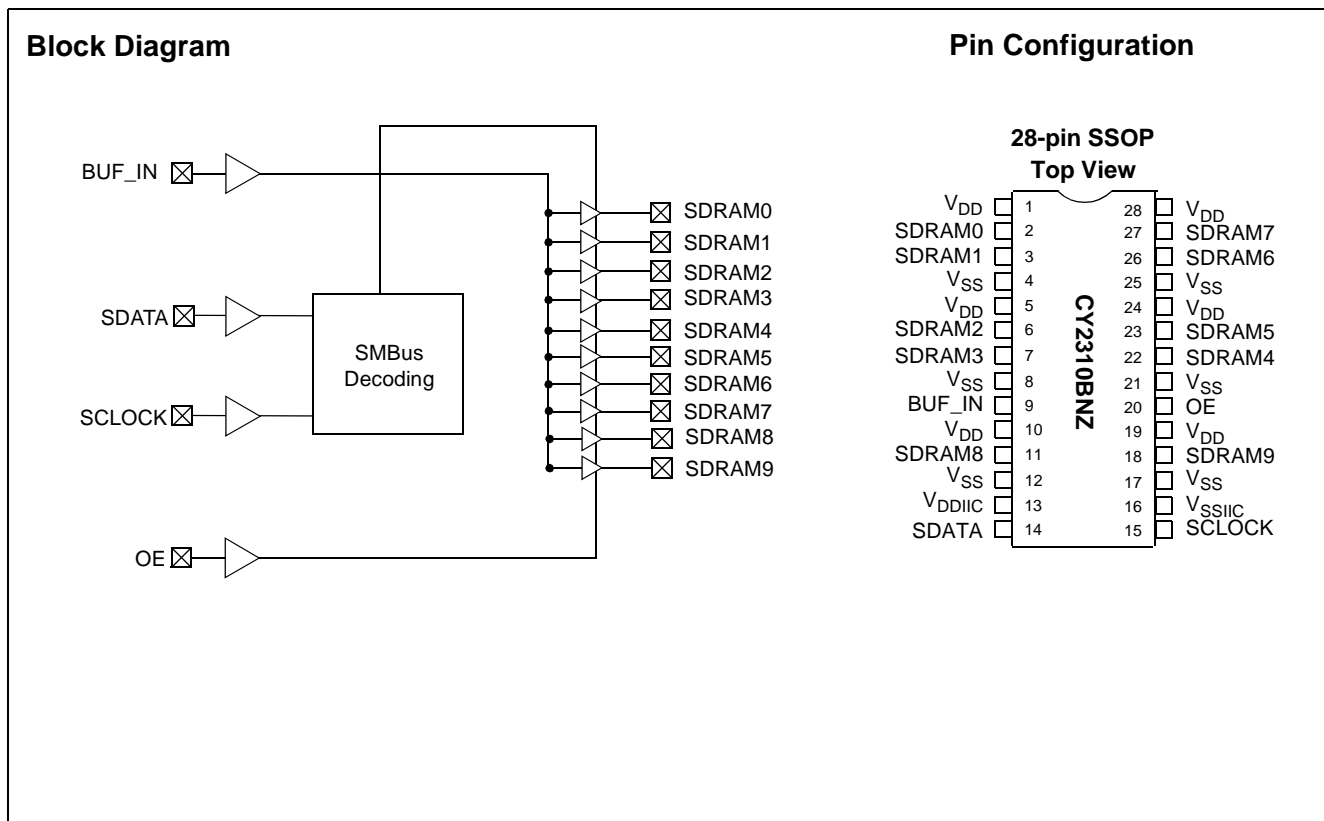 Block Diagram
BUF_IN
SDATA
SCLOCK
OE
SMBus
Decoding
SDRAM0
SDRAM1
SDRAM2
SDRAM3
SDRAM4
SDRAM5
SDRAM6
SDRAM7
SDRAM8
SDRAM9
Pin Configuration
28-pin SSOP
Top View
VDD 1 28 VDD
SDRAM0 2 27 SDRAM7
SDRAM1 3 26 SDRAM6
VSS 4 25 VSS
VDD 5 24 VDD
SDRAM2 6 23 SDRAM5
SDRAM3 7 22 SDRAM4
VSS 8 21 VSS
BUF_IN 9 20 OE
VDD 10 19 VDD
SDRAM8 11 18 SDRAM9
VSS 12 17 VSS
VDDIIC 13 16 VSSIIC
SDATA 14 15 SCLOCK
CY2310BNZ